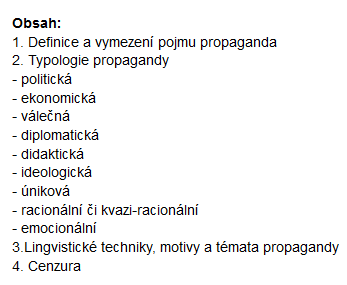 Obsah:
1. Definice a vymezení pojmu propaganda
2. Typologie propagandy
- politická
- ekonomická
- válečná
- diplomatická
- didaktická
- ideologická
- úniková
- racionální či kvazi-racionální
- emocionální
3.Lingvistické techniky, motivy a témata propagandy
4. Cenzura